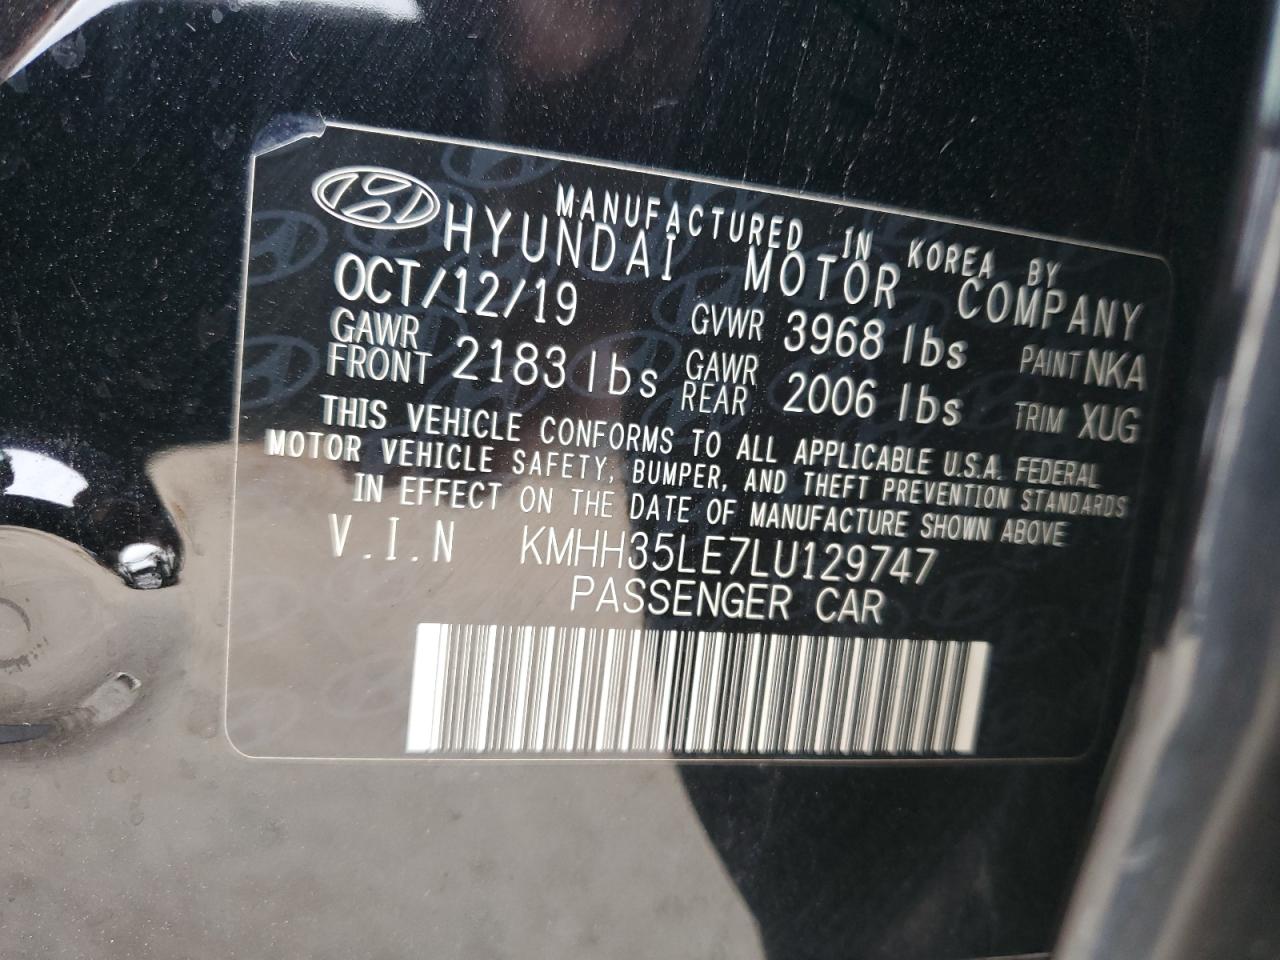 MANUFACTURED IN KOREA BY
HYUNDAI MOTOR COMPANY
OCT/12/19 GVWR 3968 lbs PAINT NKA
GAWR FRONT 2183 lbs GAWR REAR 2006 lbs TRIM XUG
THIS VEHICLE CONFORMS TO ALL APPLICABLE U.S.A. FEDERAL
MOTOR VEHICLE SAFETY, BUMPER, AND THEFT PREVENTION STANDARDS
IN EFFECT ON THE DATE OF MANUFACTURE SHOWN ABOVE
V.I.N KMHH35LE7LU129747
PASSENGER CAR